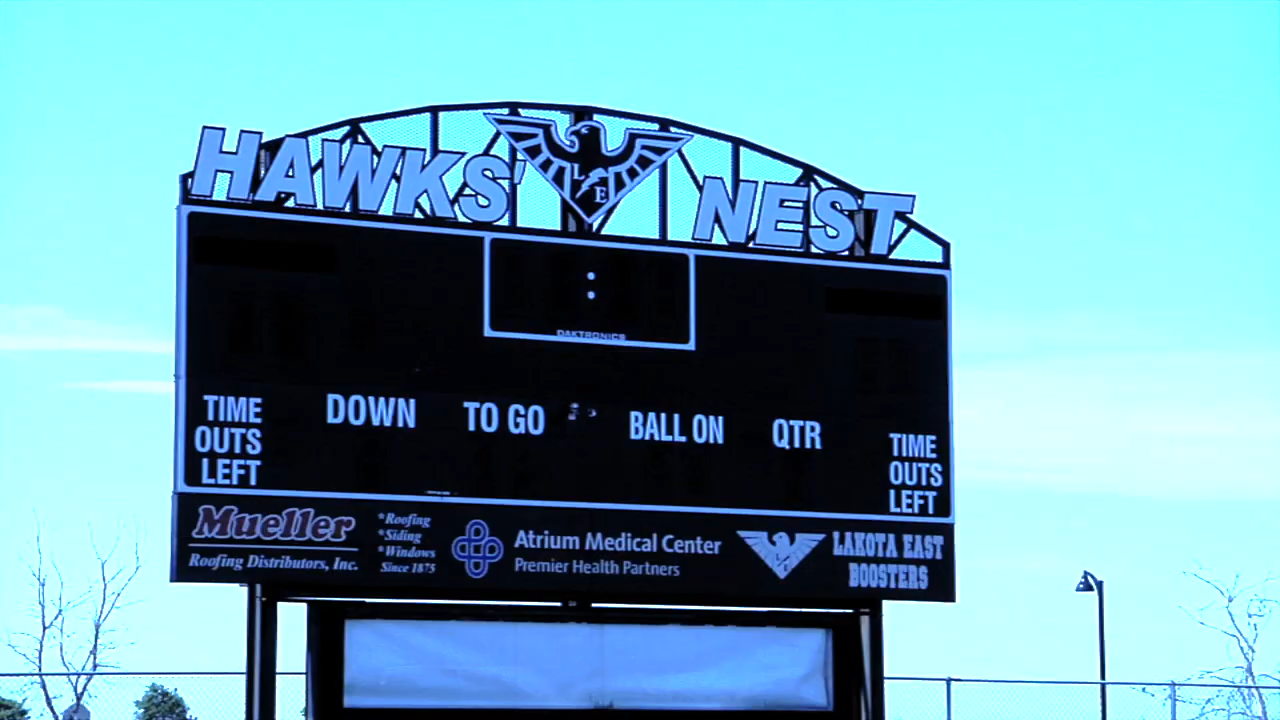 HAWKS' NEST
L E
:
DAKTRONICS
TIME OUTS LEFT
DOWN
TO GO
BALL ON
QTR
TIME OUTS LEFT
Mueller
Roofing Distributors, Inc.
*Roofing
*Siding
*Windows
Since 1875
Atrium Medical Center
Premier Health Partners
L E
LAKOTA EAST
BOOSTERS